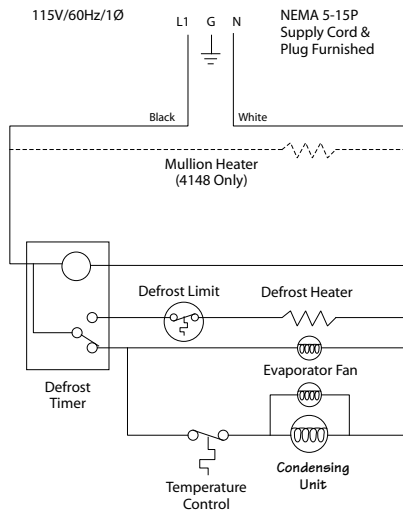 115V/60Hz/1Ø
L1 G N
NEMA 5-15P
Supply Cord &
Plug Furnished
Black
White
Mullion Heater
(4148 Only)
Defrost Limit
Defrost Heater
Evaporator Fan
Defrost
Timer
Condensing
Unit
Temperature
Control